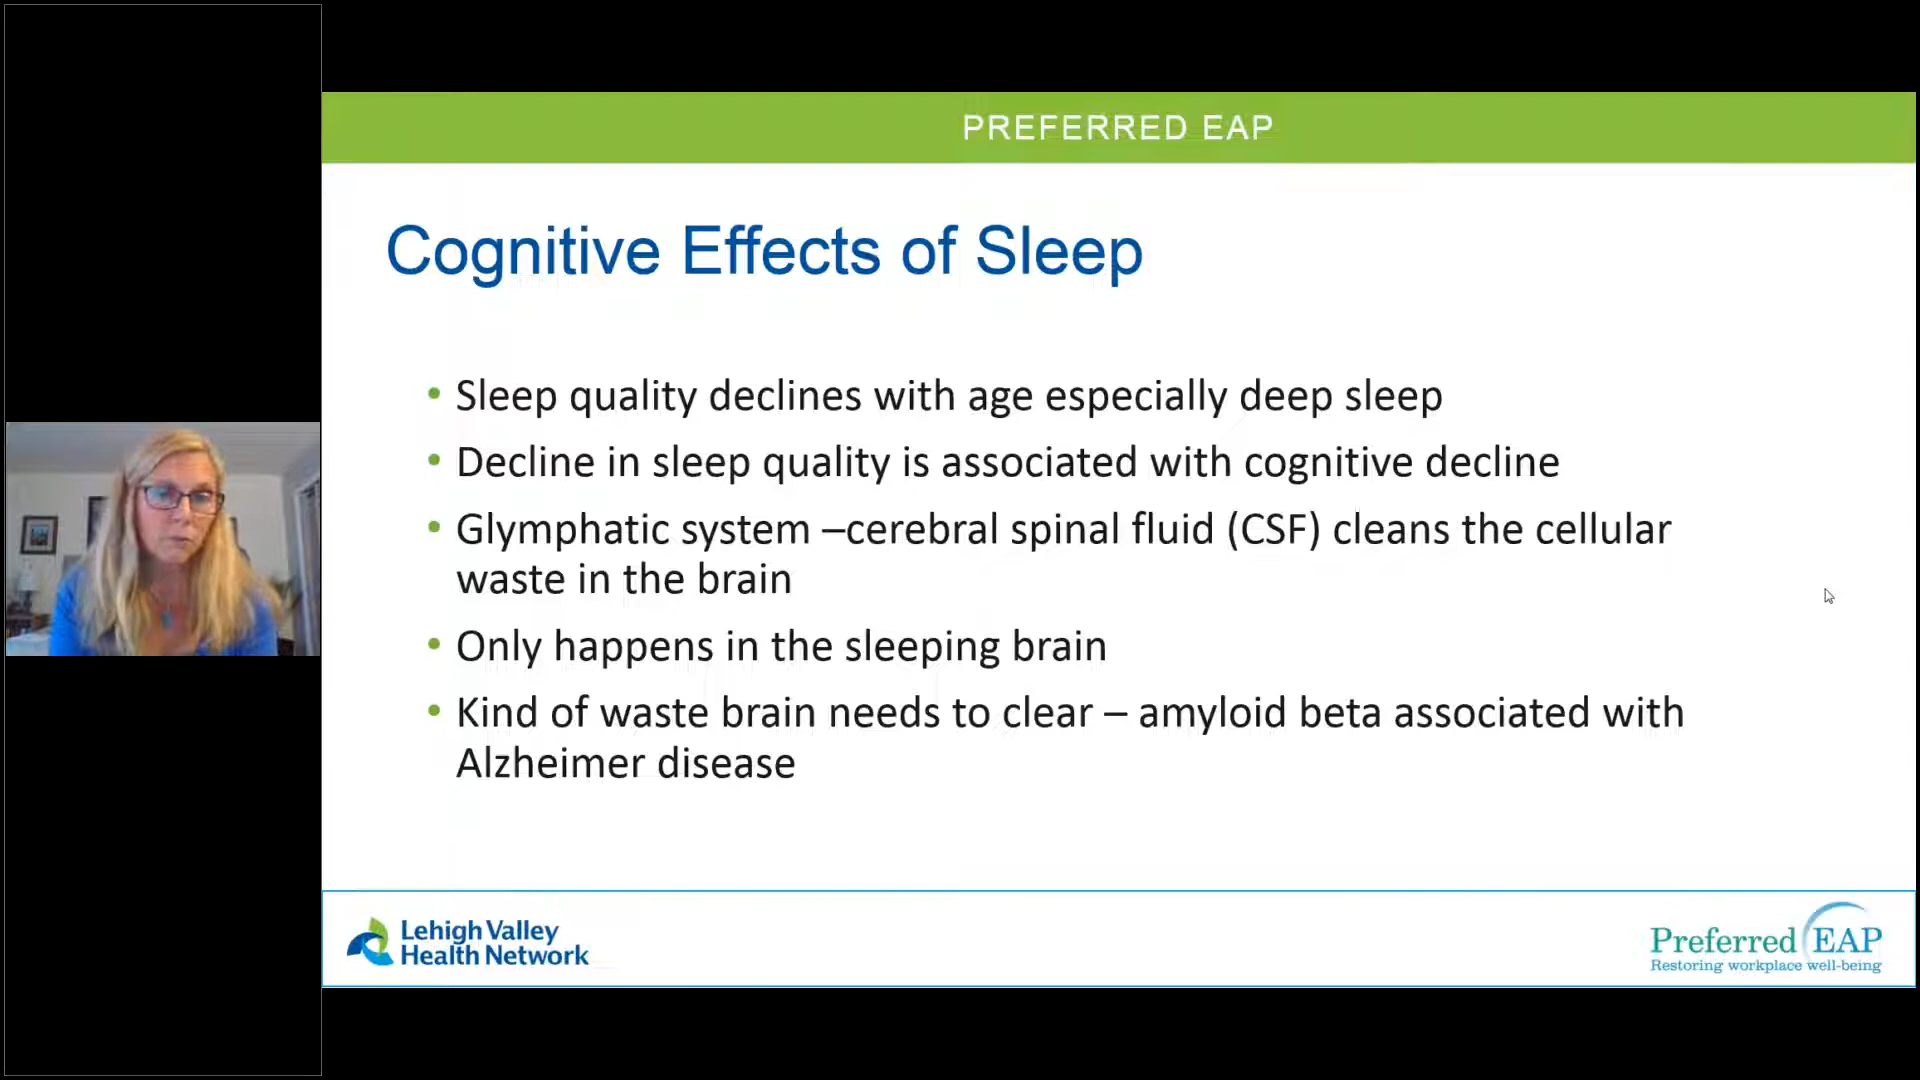 PREFERRED EAP
Cognitive Effects of Sleep
• Sleep quality declines with age especially deep sleep
• Decline in sleep quality is associated with cognitive decline
• Glymphatic system –cerebral spinal fluid (CSF) cleans the cellular
waste in the brain
• Only happens in the sleeping brain
• Kind of waste brain needs to clear – amyloid beta associated with
Alzheimer disease
Lehigh Valley
Health Network
Preferred EAP
Restoring workplace well-being